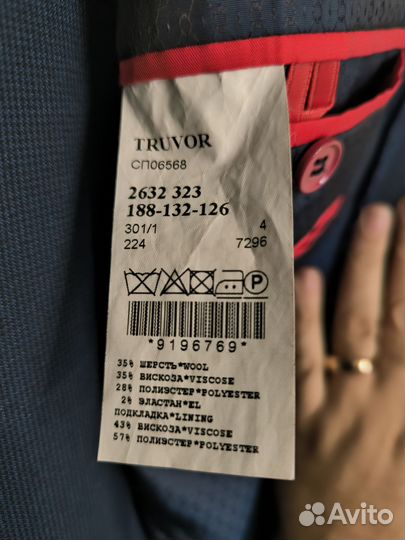 TRUVOR
СП06568
2632 323
188-132-126
301/1 4
224 7296
P
*9196769*
35% ШЕРСТЬ*WOOL
35% ВИСКОЗА*VISCOSE
28% ПОЛИЭСТЕР*POLYESTER
2% ЭЛАСТАН*EL
ПОДКЛАДКА*LINING
43% ВИСКОЗА*VISCOSE
57% ПОЛИЭСТЕР*POLYESTER
Avito